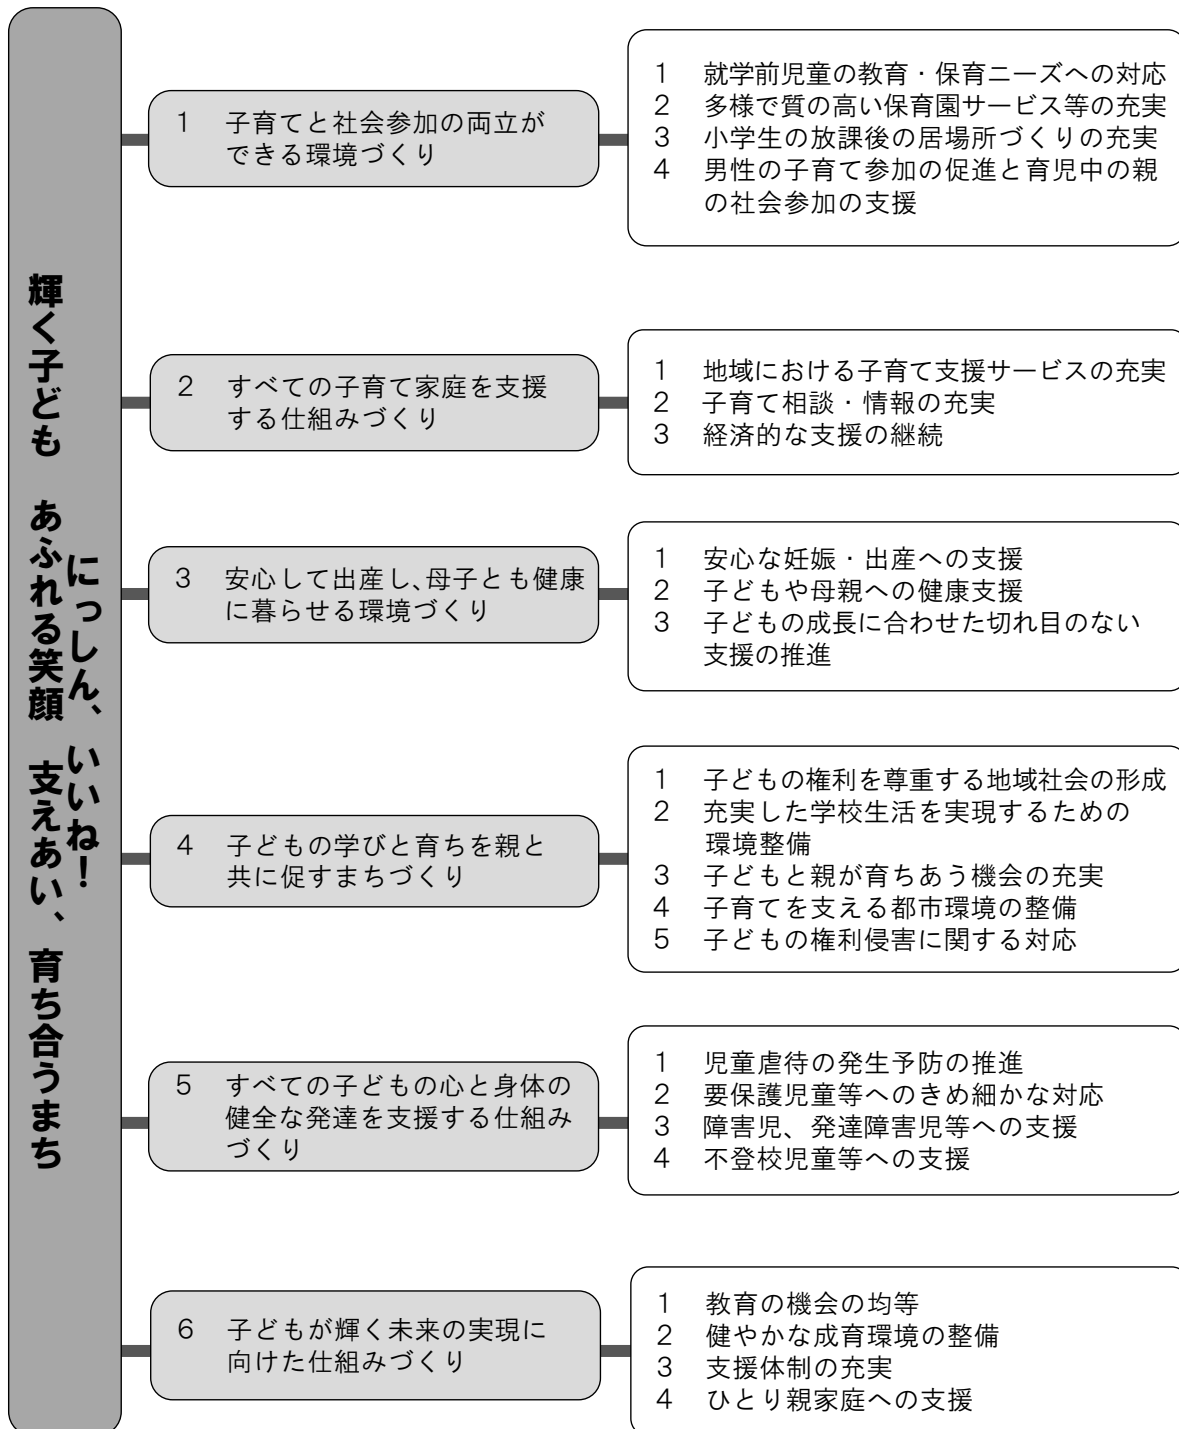 輝く子ども　あふれる笑顔　支えあい、育ち合うまち
にっしん、いいね！
1　子育てと社会参加の両立が
できる環境づくり
1　就学前児童の教育・保育ニーズへの対応
2　多様で質の高い保育園サービス等の充実
3　小学生の放課後の居場所づくりの充実
4　男性の子育て参加の促進と育児中の親
の社会参加の支援
2　すべての子育て家庭を支援
する仕組みづくり
1　地域における子育て支援サービスの充実
2　子育て相談・情報の充実
3　経済的な支援の継続
3　安心して出産し、母子とも健康
に暮らせる環境づくり
1　安心な妊娠・出産への支援
2　子どもや母親への健康支援
3　子どもの成長に合わせた切れ目のない
支援の推進
4　子どもの学びと育ちを親と
共に促すまちづくり
1　子どもの権利を尊重する地域社会の形成
2　充実した学校生活を実現するための
環境整備
3　子どもと親が育ちあう機会の充実
4　子育てを支える都市環境の整備
5　子どもの権利侵害に関する対応
5　すべての子どもの心と身体の
健全な発達を支援する仕組み
づくり
1　児童虐待の発生予防の推進
2　要保護児童等へのきめ細かな対応
3　障害児、発達障害児等への支援
4　不登校児童等への支援
6　子どもが輝く未来の実現に
向けた仕組みづくり
1　教育の機会の均等
2　健やかな成育環境の整備
3　支援体制の充実
4　ひとり親家庭への支援